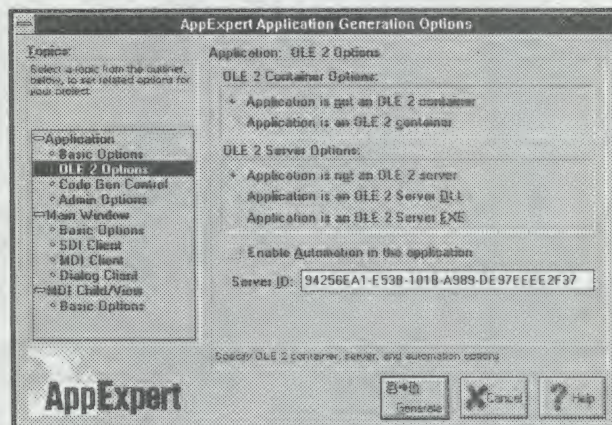 AppExpert Application Generation Options
Topics:
Select a topic from the outliner,
below, to set related options for
your project.
Application
Basic Options
OLE 2 Options
Code Gen Control
Admin Options
Main Window
Basic Options
SDI Client
MDI Client
Dialog Client
MDI Child/View
Basic Options
Application: OLE 2 Options
OLE 2 Container Options:
Application is not an OLE 2 container
Application is an OLE 2 container
OLE 2 Server Options:
Application is not an OLE 2 server
Application is an OLE 2 Server DLL
Application is an OLE 2 Server EXE
Enable Automation in the application
Server ID: 94256EA1-E53B-101B-A989-DE97EEEE2F37
Specify OLE 2 container, server, and automation options
AppExpert
Generate
Cancel
Help